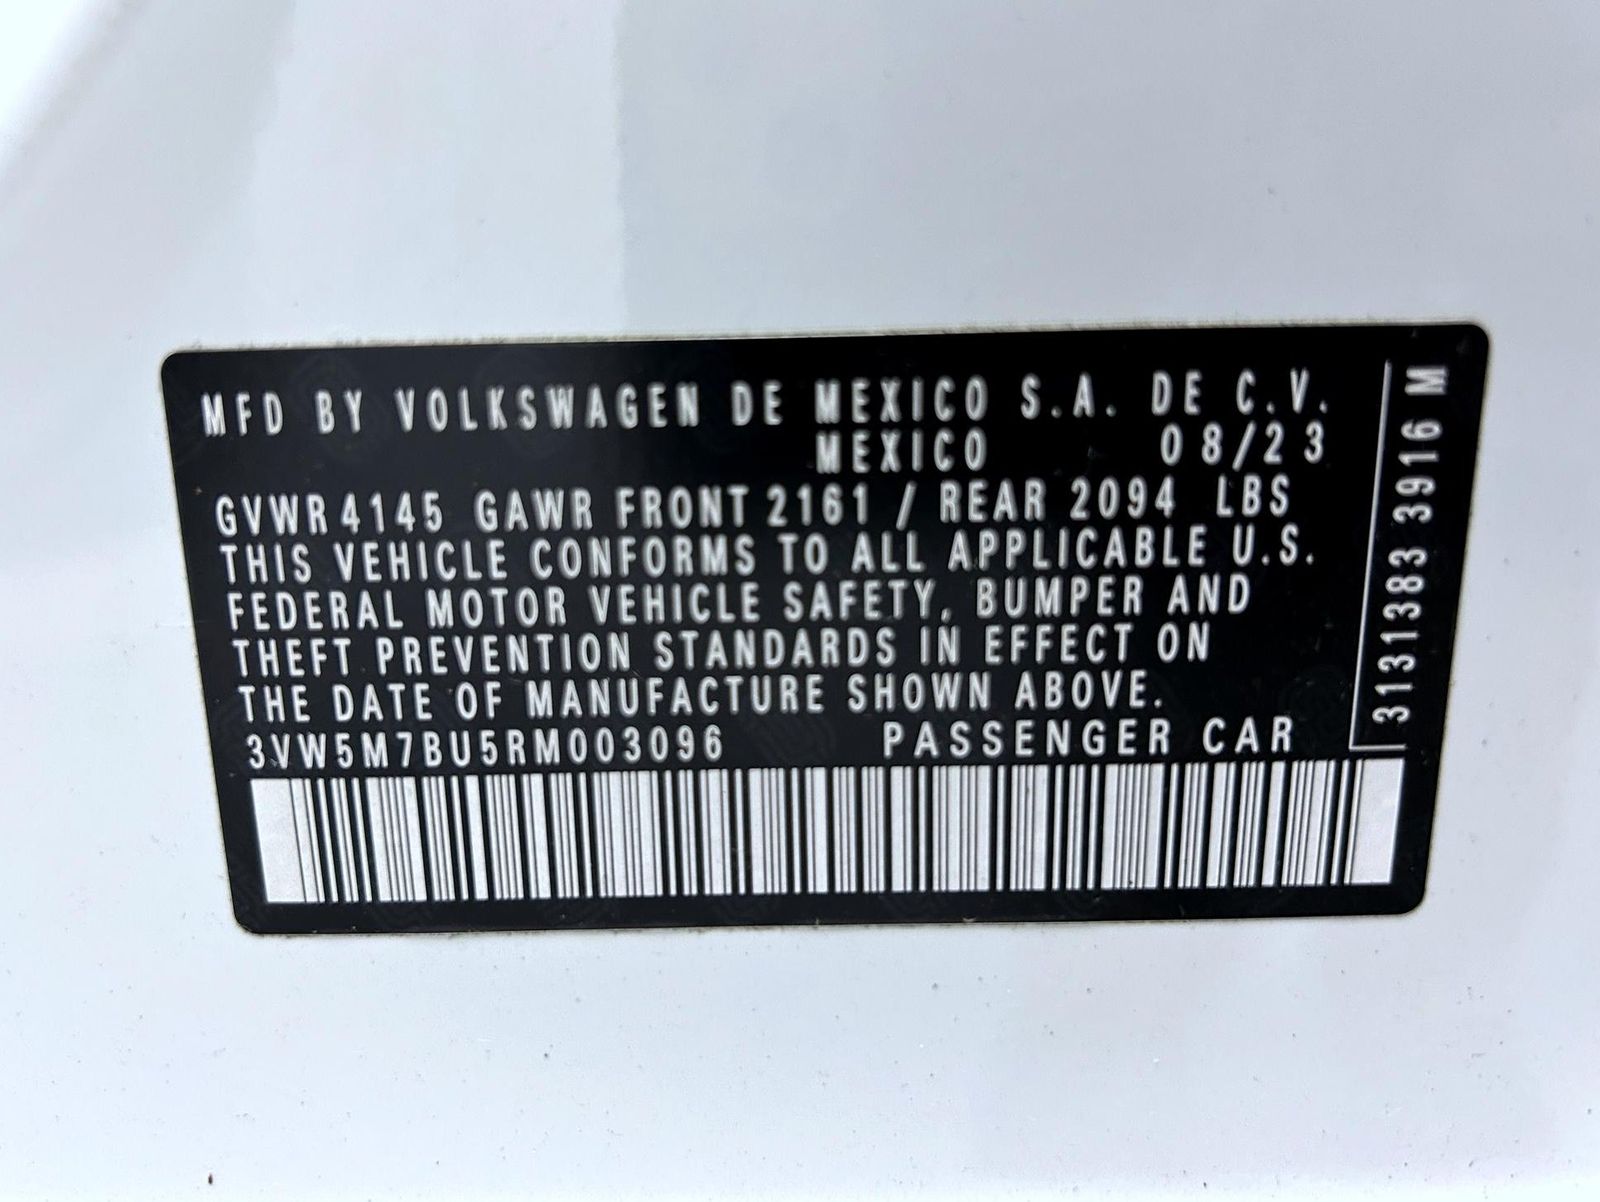 MFD BY VOLKSWAGEN DE MEXICO S.A. DE C.V.
MEXICO 08/23
GVWR 4145 GAWR FRONT 2161 / REAR 2094 LBS
THIS VEHICLE CONFORMS TO ALL APPLICABLE U.S.
FEDERAL MOTOR VEHICLE SAFETY, BUMPER AND
THEFT PREVENTION STANDARDS IN EFFECT ON
THE DATE OF MANUFACTURE SHOWN ABOVE.
3VW5M7BU5RM003096 PASSENGER CAR
3131383 3916 M